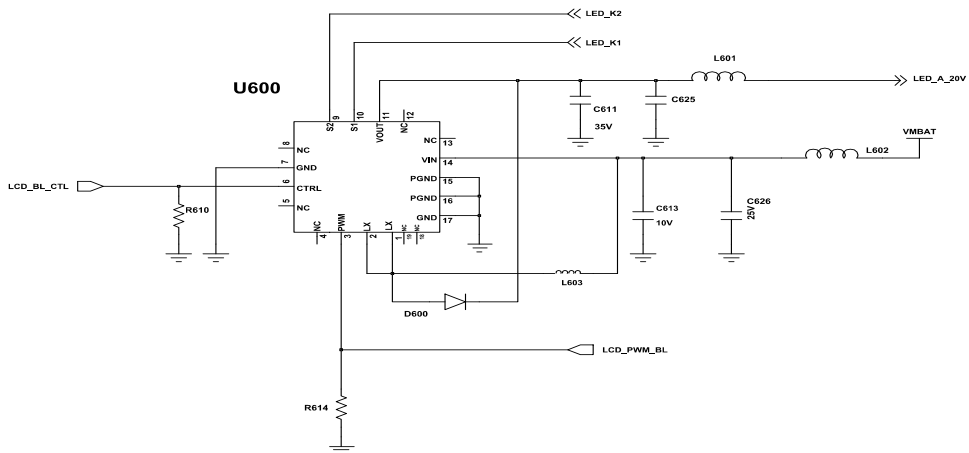 LED_K2
LED_K1
L601
U600
LED_A_20V
C611
C625
35V
9
10
11
12
S2
S1
VOUT
NC
VMBAT
8
NC
NC
13
L602
7
GND
VIN
14
LCD_BL_CTL
6
CTRL
PGND
15
R610
5
NC
PGND
16
C613
10V
C626
25V
GND
17
NC
PWM
LX
LX
NC
NC
4
3
2
1
19
18
L603
D600
LCD_PWM_BL
R614